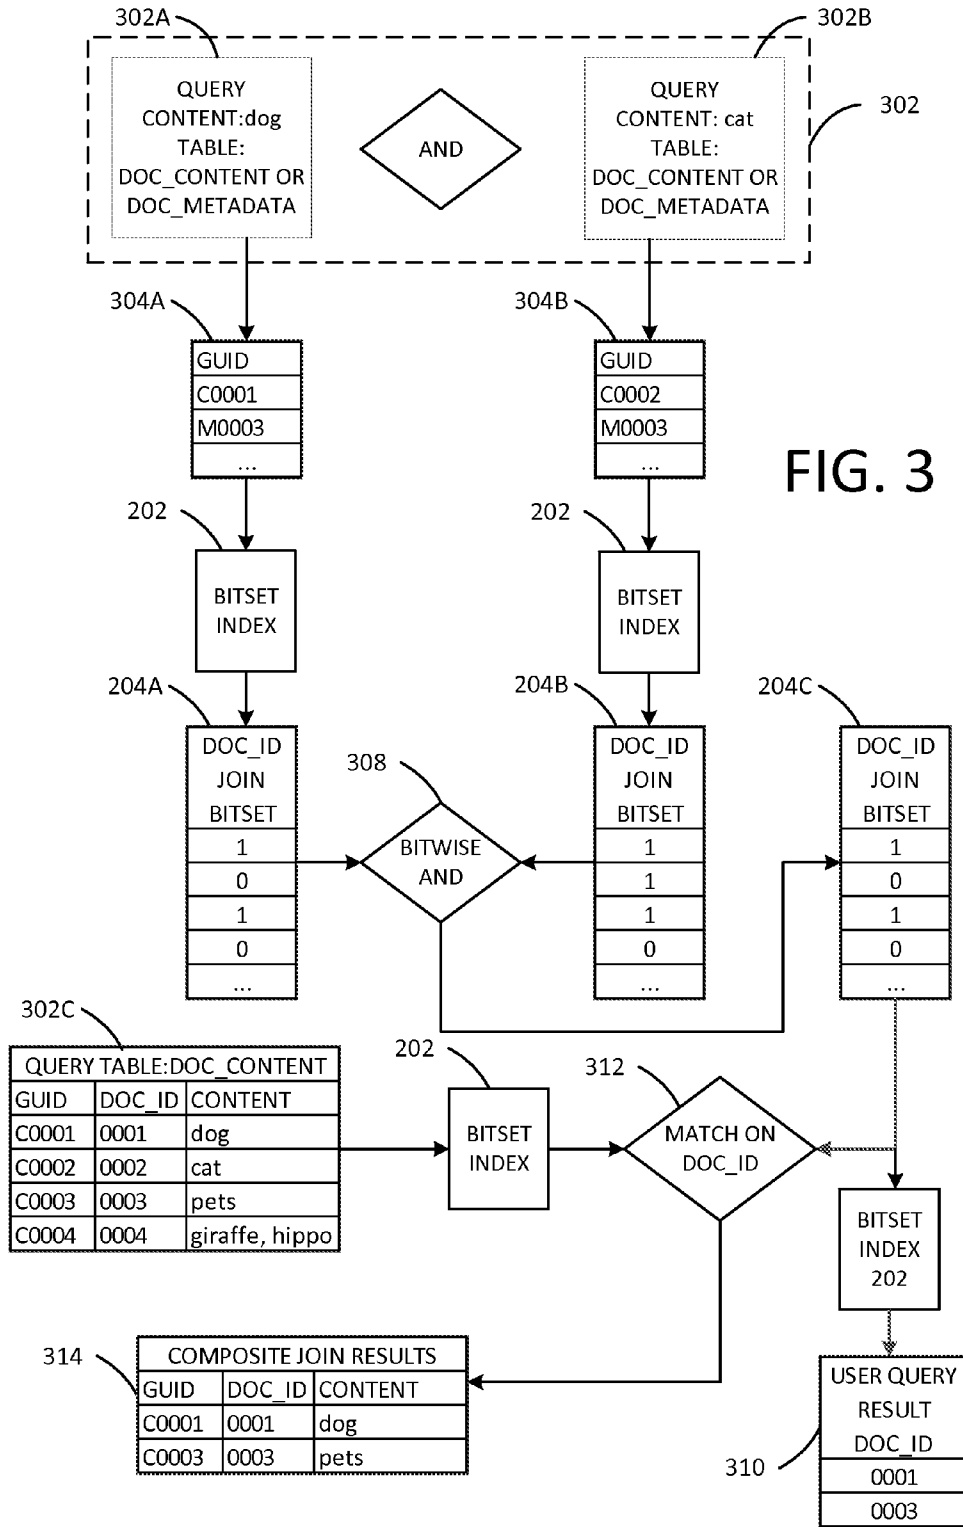 302A
302B
QUERY
CONTENT:dog
TABLE:
DOC_CONTENT OR
DOC_METADATA
AND
QUERY
CONTENT: cat
TABLE:
DOC_CONTENT OR
DOC_METADATA
302
304A
304B
GUID
C0001
M0003
...
GUID
C0002
M0003
...
FIG. 3
202
202
BITSET
INDEX
BITSET
INDEX
204A
204B
204C
DOC_ID
JOIN
BITSET
1
0
1
0
...
308
BITWISE
AND
DOC_ID
JOIN
BITSET
1
1
1
0
...
DOC_ID
JOIN
BITSET
1
0
1
0
...
302C
QUERY TABLE:DOC_CONTENT
GUID DOC_ID CONTENT
C0001 0001 dog
C0002 0002 cat
C0003 0003 pets
C0004 0004 giraffe, hippo
202
BITSET
INDEX
312
MATCH ON
DOC_ID
BITSET
INDEX
202
314
COMPOSITE JOIN RESULTS
GUID DOC_ID CONTENT
C0001 0001 dog
C0003 0003 pets
310
USER QUERY
RESULT
DOC_ID
0001
0003